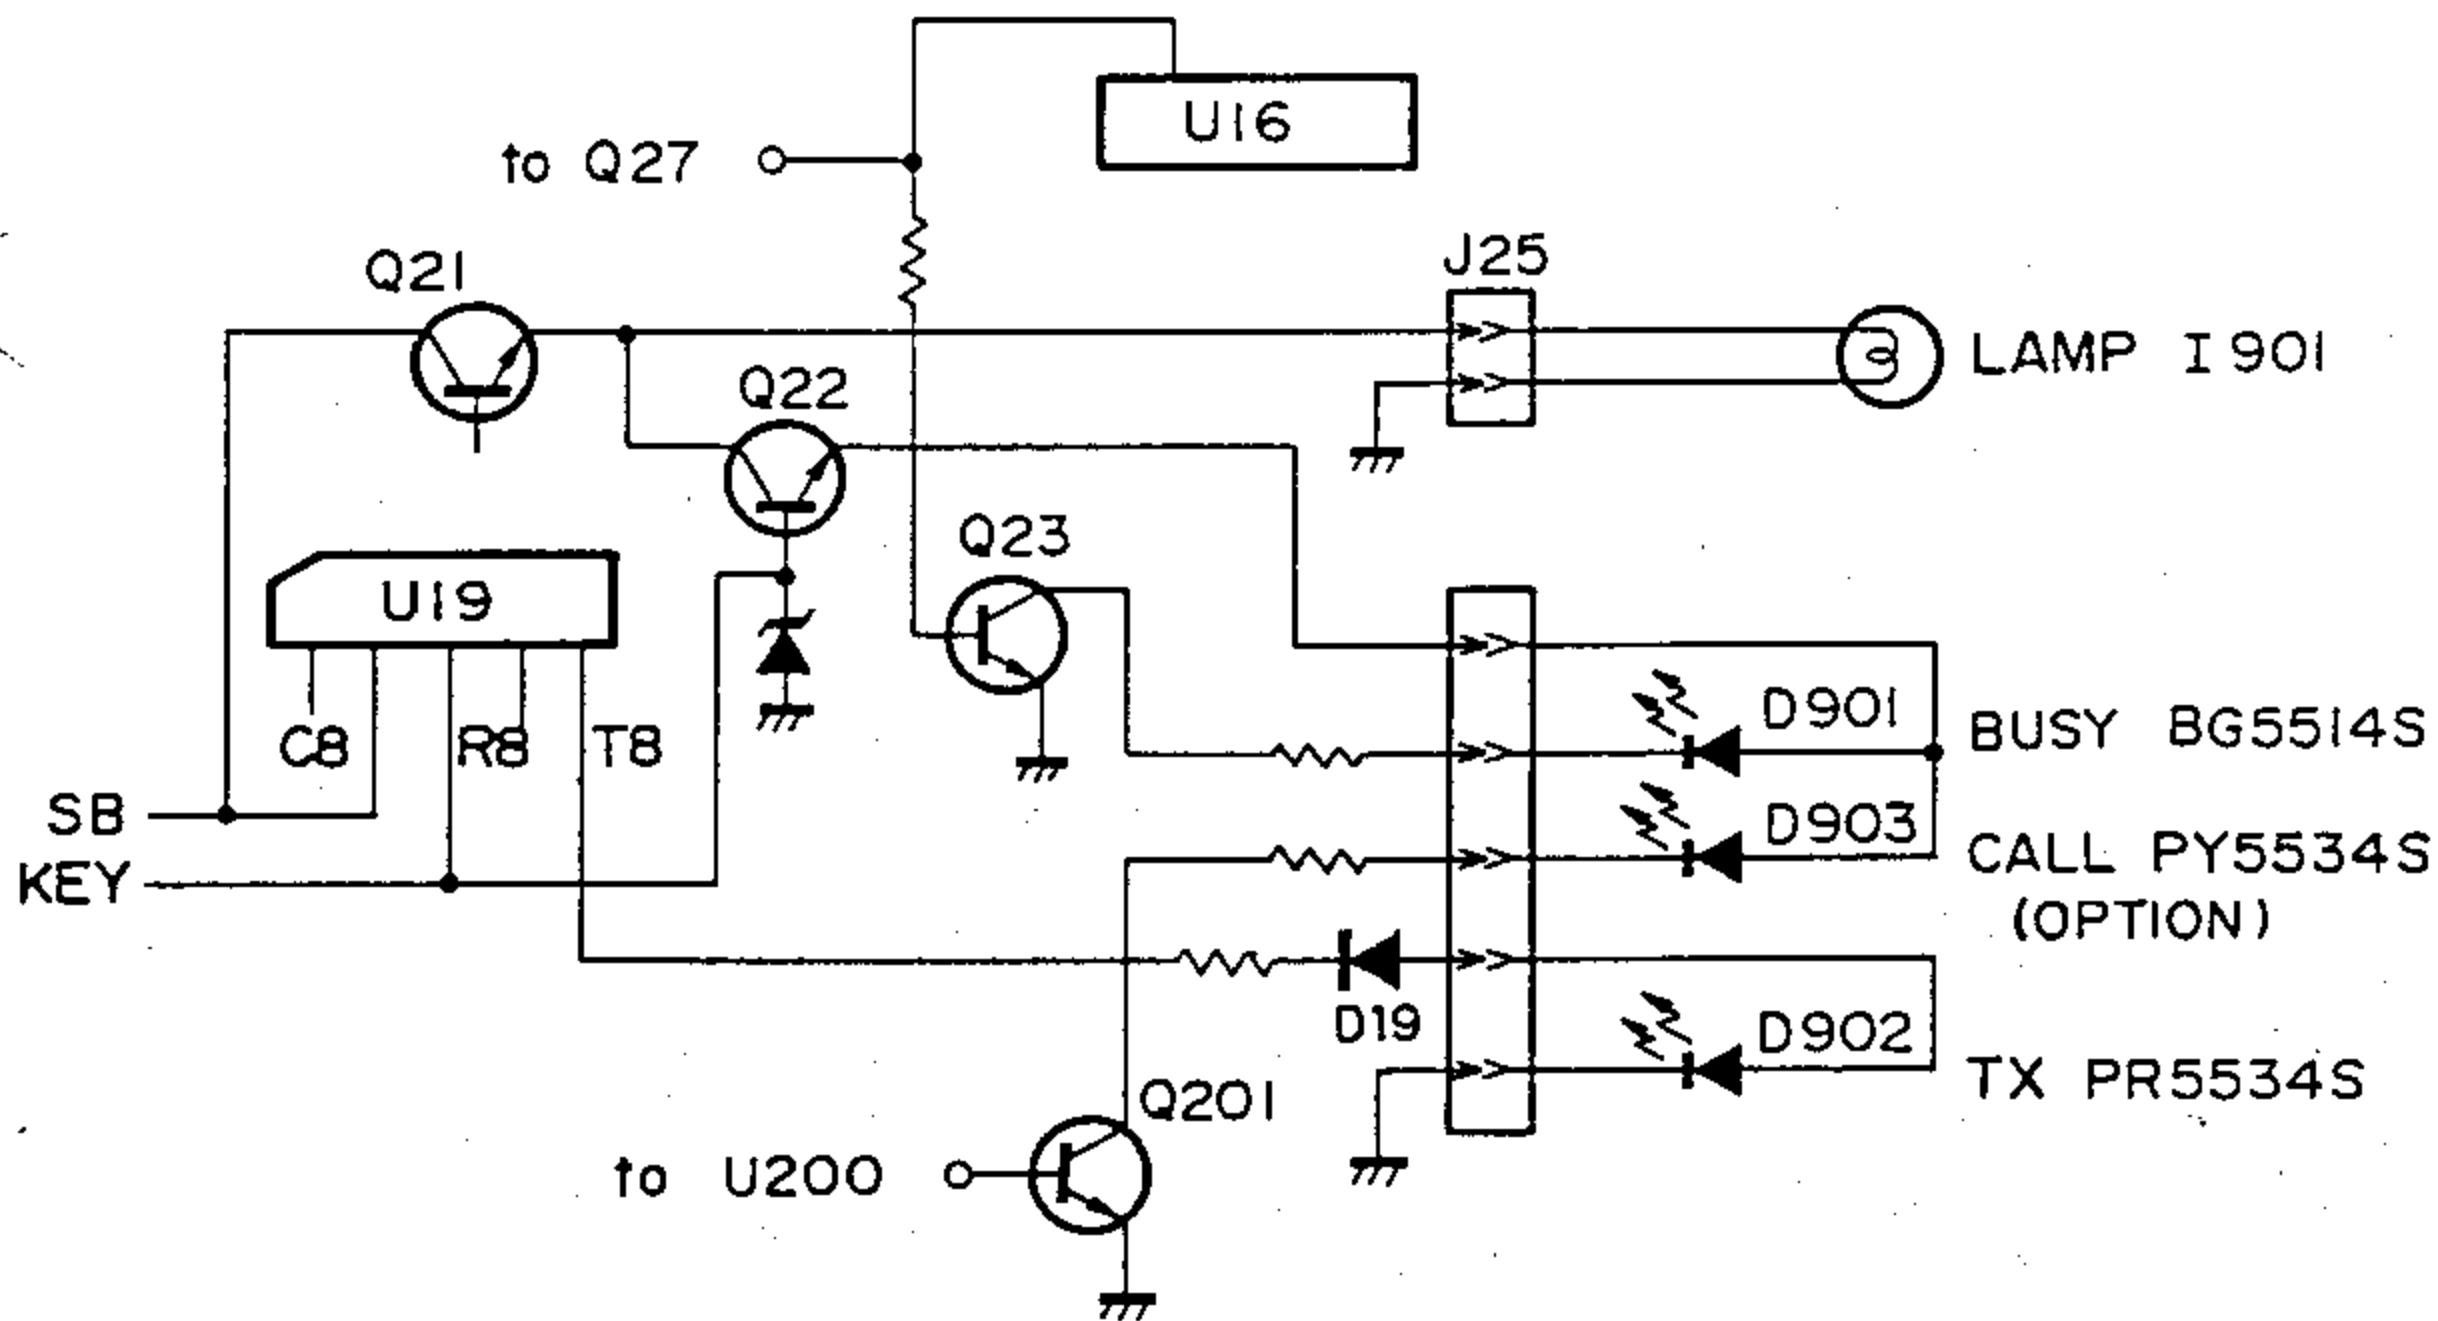 U16
to Q27
Q21
J25
LAMP I901
Q22
Q23
U19
D901
BUSY BG5514S
C8
R8
T8
SB
D903
CALL PY5534S
(OPTION)
KEY
D19
D902
TX PR5534S
Q201
to U200